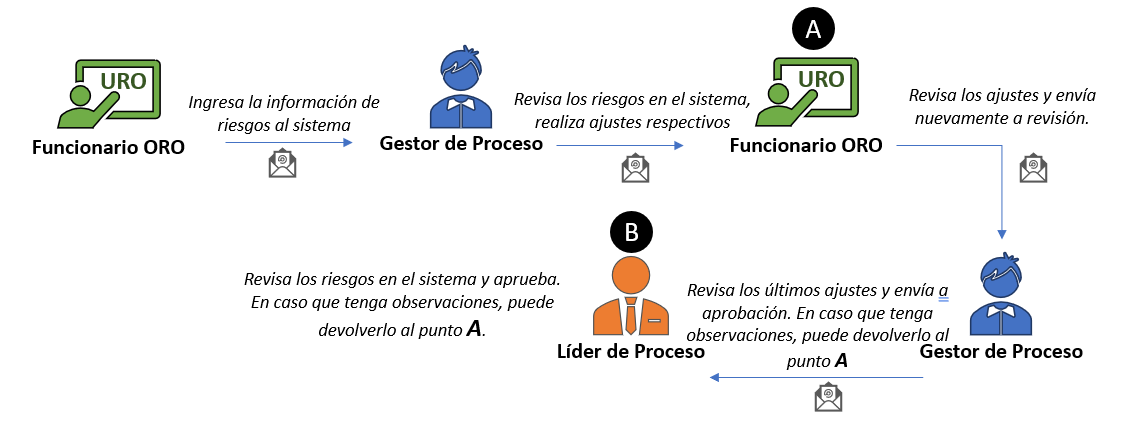 A
URO
Funcionario ORO
Ingresa la información de
riesgos al sistema
Gestor de Proceso
Revisa los riesgos en el sistema,
realiza ajustes respectivos
URO
Funcionario ORO
Revisa los ajustes y envía
nuevamente a revisión.
B
Revisa los riesgos en el sistema y aprueba.
En caso que tenga observaciones, puede
devolverlo al punto A.
Líder de Proceso
Revisa los últimos ajustes y envía a
aprobación. En caso que tenga
observaciones, puede devolverlo al
punto A
Gestor de Proceso